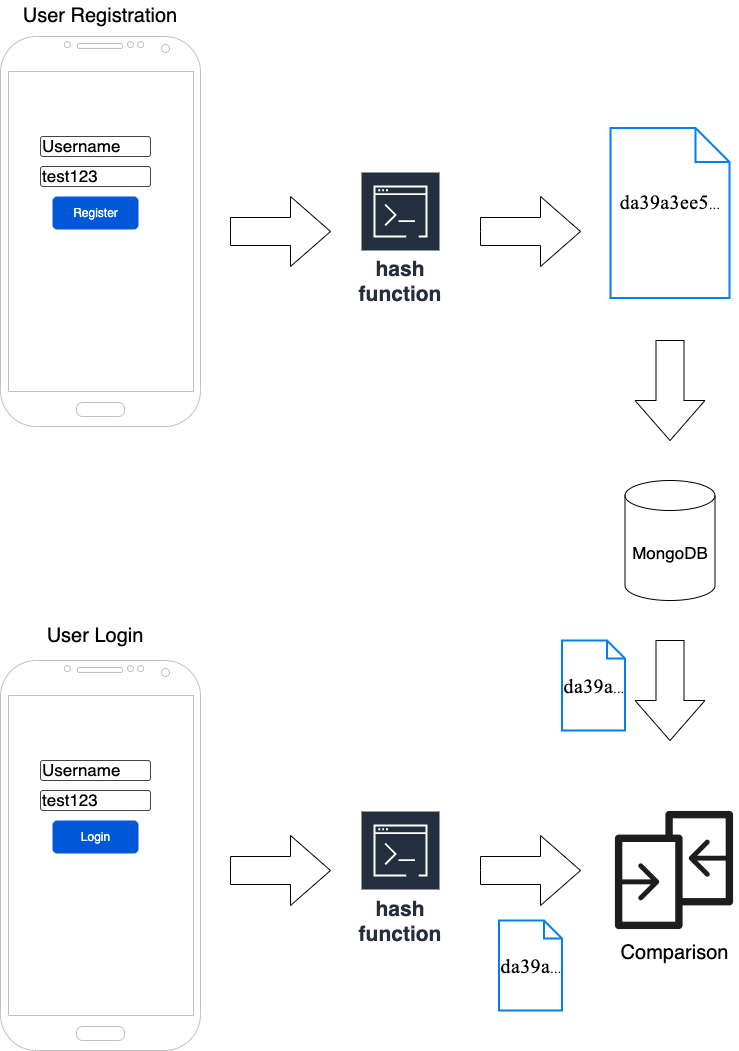 User Registration
Username
test123
Register
hash
function
da39a3ee5...
MongoDB
User Login
da39a...
Username
test123
Login
hash
function
da39a...
Comparison